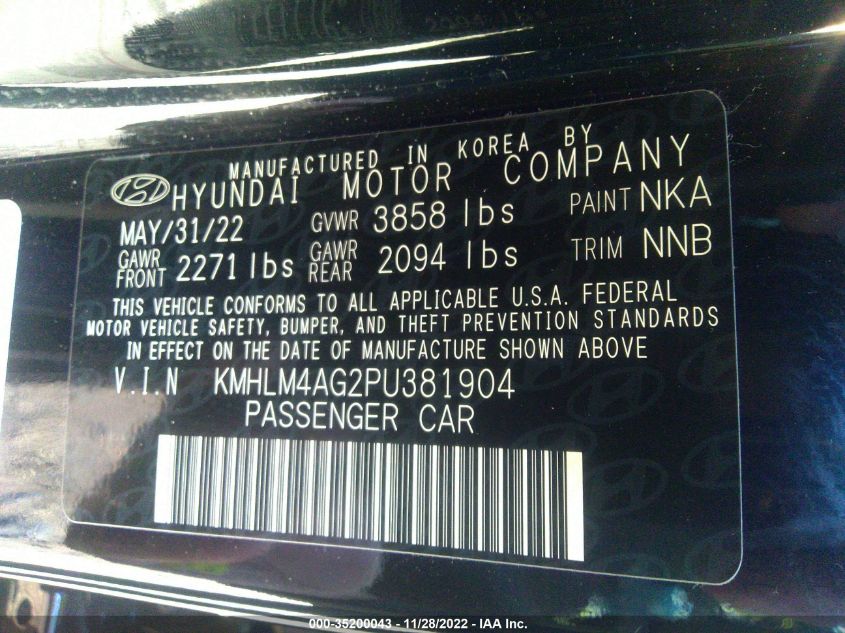 MANUFACTURED IN KOREA BY
HYUNDAI MOTOR COMPANY
MAY/31/22 GVWR 3858 lbs PAINT NKA
GAWR FRONT 2271 lbs GAWR REAR 2094 lbs TRIM NNB
THIS VEHICLE CONFORMS TO ALL APPLICABLE U.S.A. FEDERAL
MOTOR VEHICLE SAFETY, BUMPER, AND THEFT PREVENTION STANDARDS
IN EFFECT ON THE DATE OF MANUFACTURE SHOWN ABOVE
V.I.N KMHLM4AG2PU381904
PASSENGER CAR
000-35200043 - 11/28/2022 - IAA Inc.